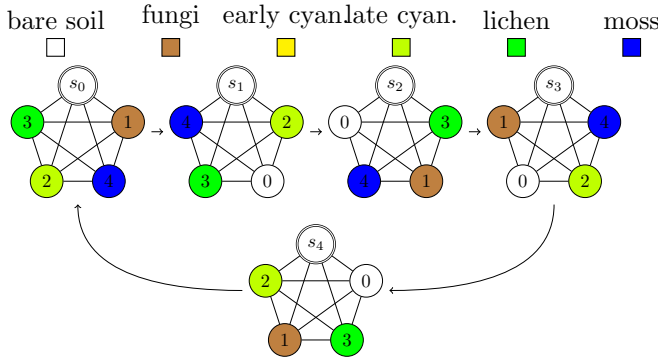 bare soil fungi early cyan. late cyan. lichen moss
s0 s1 s2 s3
3 1 4 2 0 3 1 4
2 4 3 0 4 1 0 2
s4
2 0
1 3